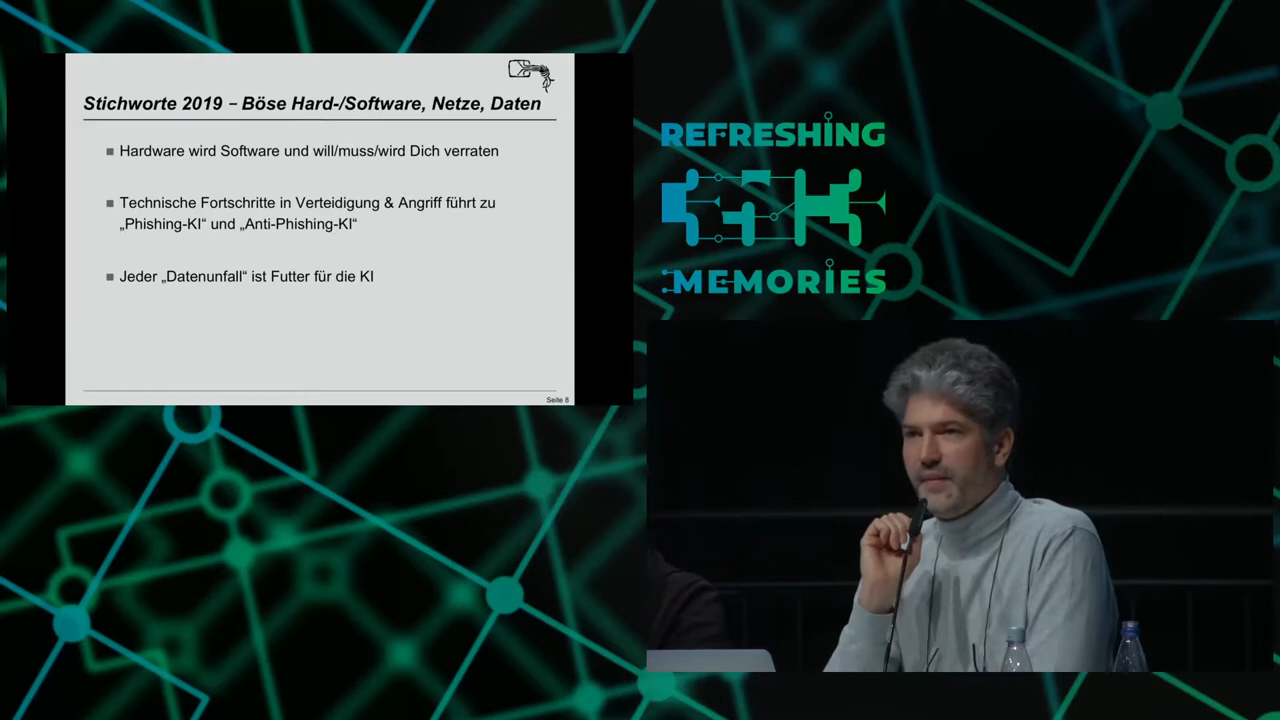 Stichworte 2019 – Böse Hard-/Software, Netze, Daten
Hardware wird Software und will/muss/wird Dich verraten
Technische Fortschritte in Verteidigung & Angriff führt zu
„Phishing-KI“ und „Anti-Phishing-KI“
Jeder „Datenunfall“ ist Futter für die KI
Seite 8
REFRESHING
MEMORIES